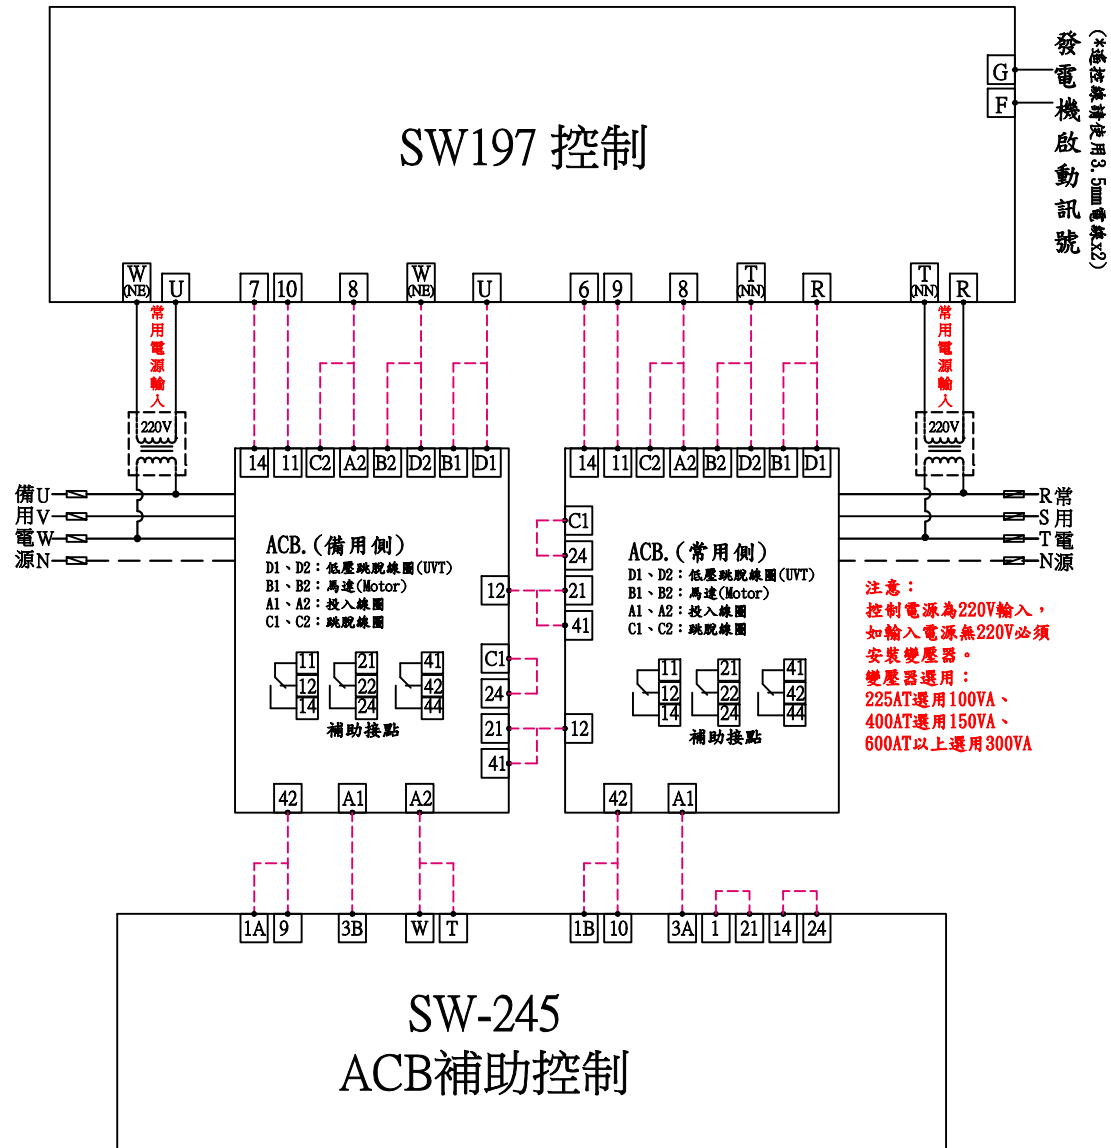 SW197 控制
G
F
發電機啟動訊號
(*遙控線請使用3.5mm電線x2)
W
(NE)
U
7
10
8
W
(NE)
U
6
9
8
T
(NN)
R
T
(NN)
R
常用電源輸入
常用電源輸入
220V
220V
14
11
C2
A2
B2
D2
B1
D1
14
11
C2
A2
B2
D2
B1
D1
備U
用V
電W
源N
R常
S用
T電
N源
ACB.(備用側)
D1、D2：低壓跳脫線圈(UVT)
B1、B2：馬達(Motor)
A1、A2：投入線圈
C1、C2：跳脫線圈
11
12
14
21
22
24
41
42
44
補助接點
12
C1
24
21
41
C1
24
21
41
12
ACB.(常用側)
D1、D2：低壓跳脫線圈(UVT)
B1、B2：馬達(Motor)
A1、A2：投入線圈
C1、C2：跳脫線圈
11
12
14
21
22
24
41
42
44
補助接點
注意：
控制電源為220V輸入，
如輸入電源無220V必須
安裝變壓器。
變壓器選用：
225AT選用100VA、
400AT選用150VA、
600AT以上選用300VA
42
A1
A2
42
A1
1A
9
3B
W
T
1B
10
3A
1
21
14
24
SW-245
ACB補助控制